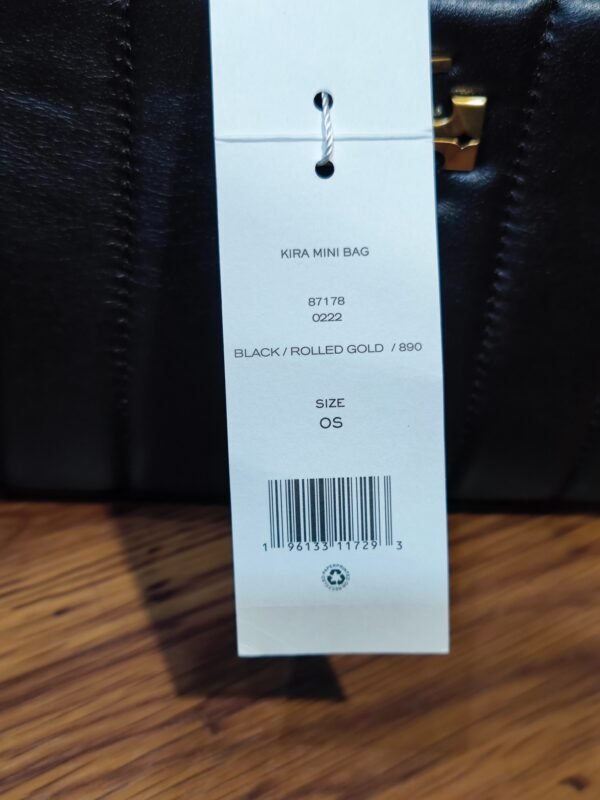 KIRA MINI BAG
87178
0222
BLACK / ROLLED GOLD / 890
SIZE
OS
1 96133 11729 3